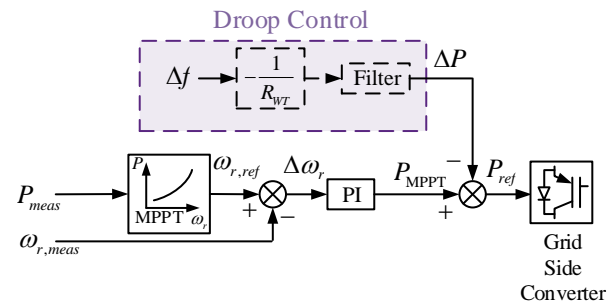 Droop Control
Δf
-1/R_WT
Filter
ΔP
P
MPPT
ω_r
P_meas
ω_r,ref
Δω_r
PI
P_MPPT
P_ref
+
−
+
−
ω_r,meas
Grid
Side
Converter